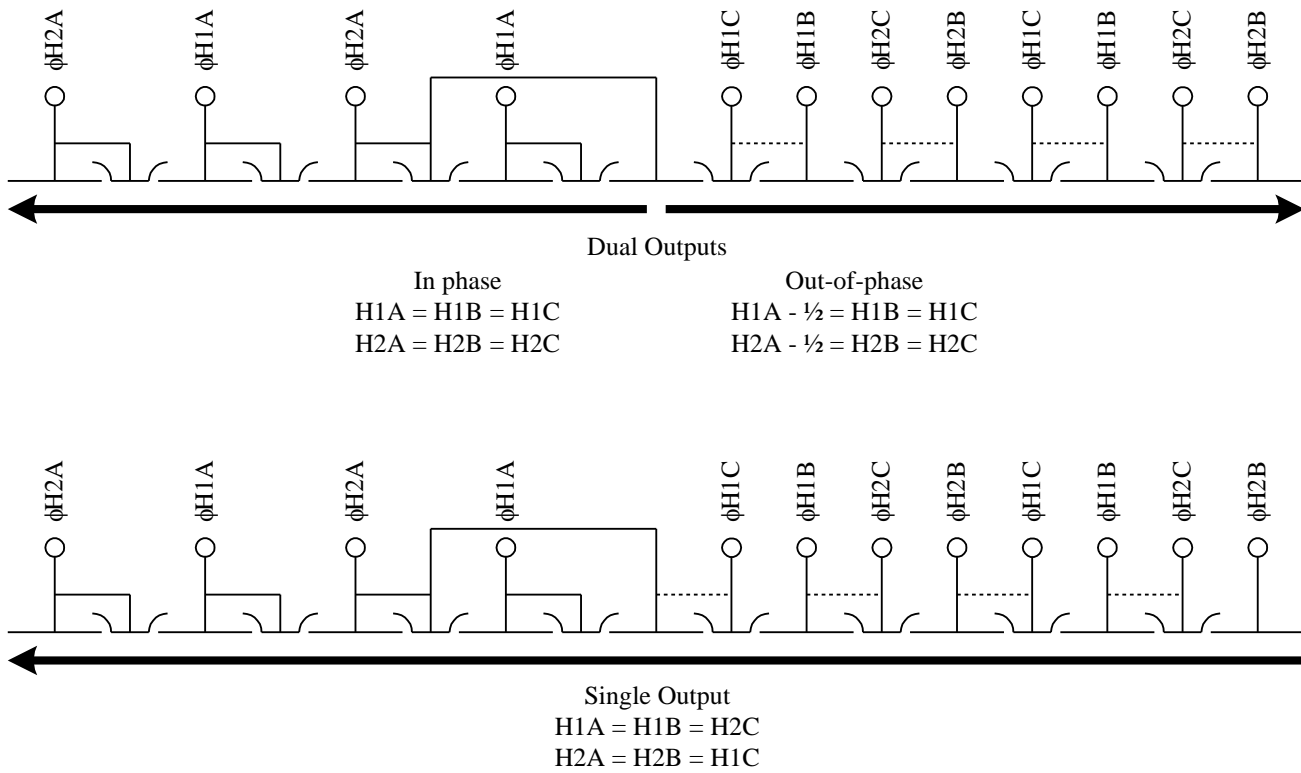 ϕH2A ϕH1A ϕH2A ϕH1A ϕH1C ϕH1B ϕH2C ϕH2B ϕH1C ϕH1B ϕH2C ϕH2B
Dual Outputs
In phase
H1A = H1B = H1C
H2A = H2B = H2C
Out-of-phase
H1A - ½ = H1B = H1C
H2A - ½ = H2B = H2C
ϕH2A ϕH1A ϕH2A ϕH1A ϕH1C ϕH1B ϕH2C ϕH2B ϕH1C ϕH1B ϕH2C ϕH2B
Single Output
H1A = H1B = H2C
H2A = H2B = H1C